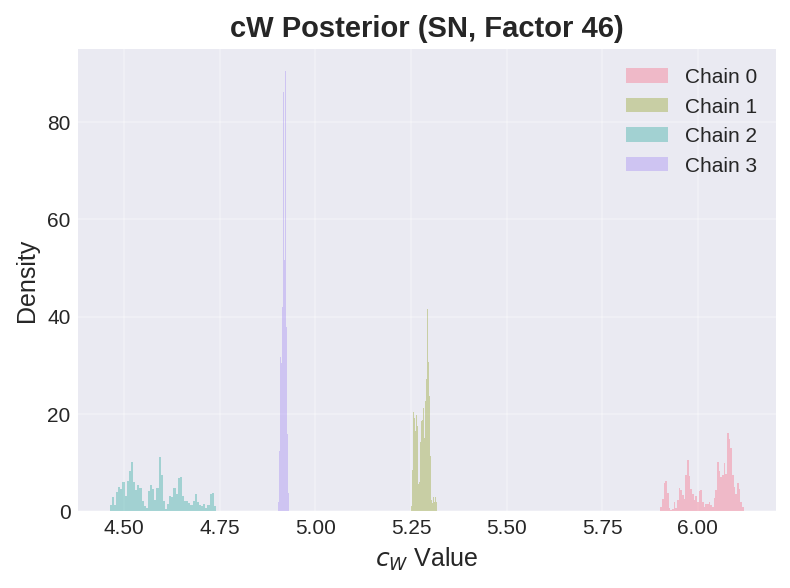 cW Posterior (SN, Factor 46)
Chain 0
Chain 1
Chain 2
Chain 3
Density
80
60
40
20
0
4.50 4.75 5.00 5.25 5.50 5.75 6.00
c_W Value